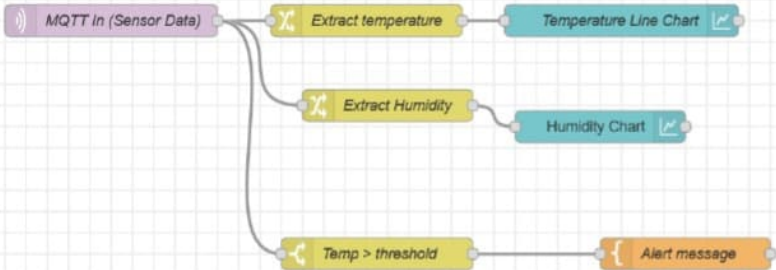 MQTT In (Sensor Data)
Extract temperature
Temperature Line Chart
Extract Humidity
Humidity Chart
Temp > threshold
Alert message